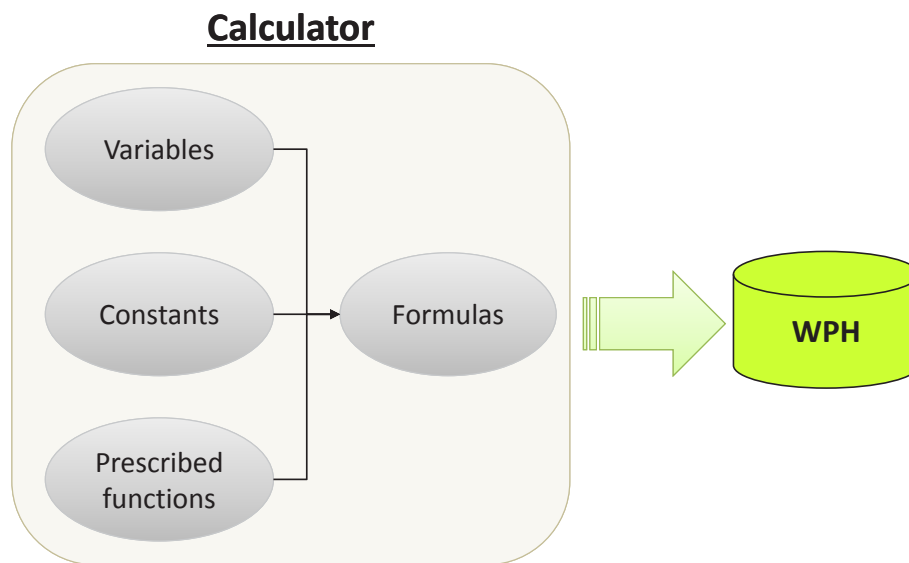 Calculator
Variables
Constants
Formulas
WPH
Prescribed
functions